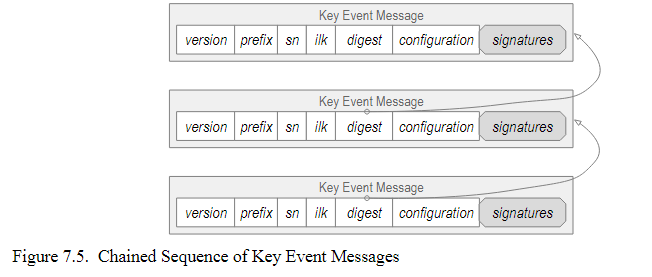 Key Event Message
version prefix sn ilk digest configuration signatures
Key Event Message
version prefix sn ilk digest configuration signatures
Key Event Message
version prefix sn ilk digest configuration signatures
Figure 7.5. Chained Sequence of Key Event Messages